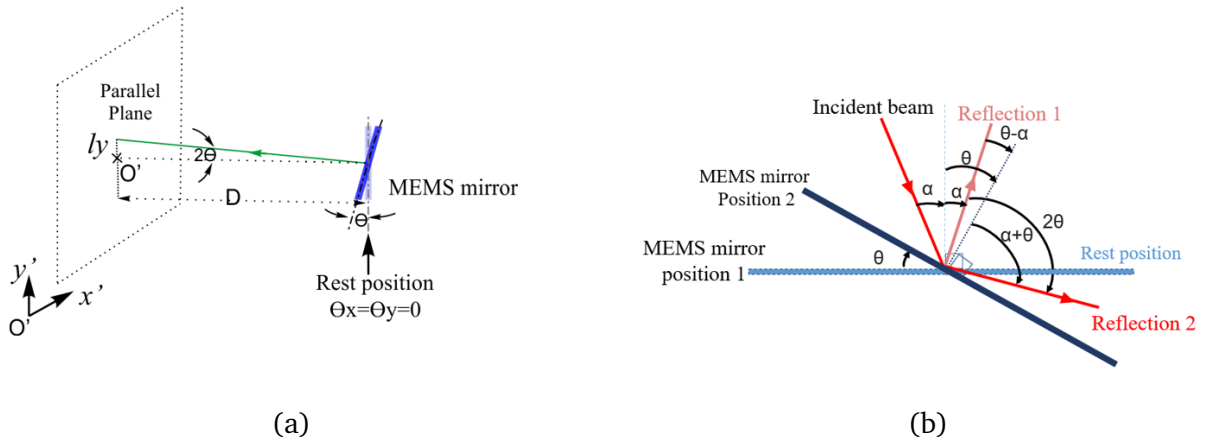 Parallel
Plane
ly
O'
2Θ
D
MEMS mirror
Θ
Rest position
Θx=Θy=0
y'
x'
O'
(a)
Incident beam
Reflection 1
θ-α
θ
MEMS mirror
Position 2
α
α
2θ
α+θ
MEMS mirror
position 1
θ
Rest position
Reflection 2
(b)